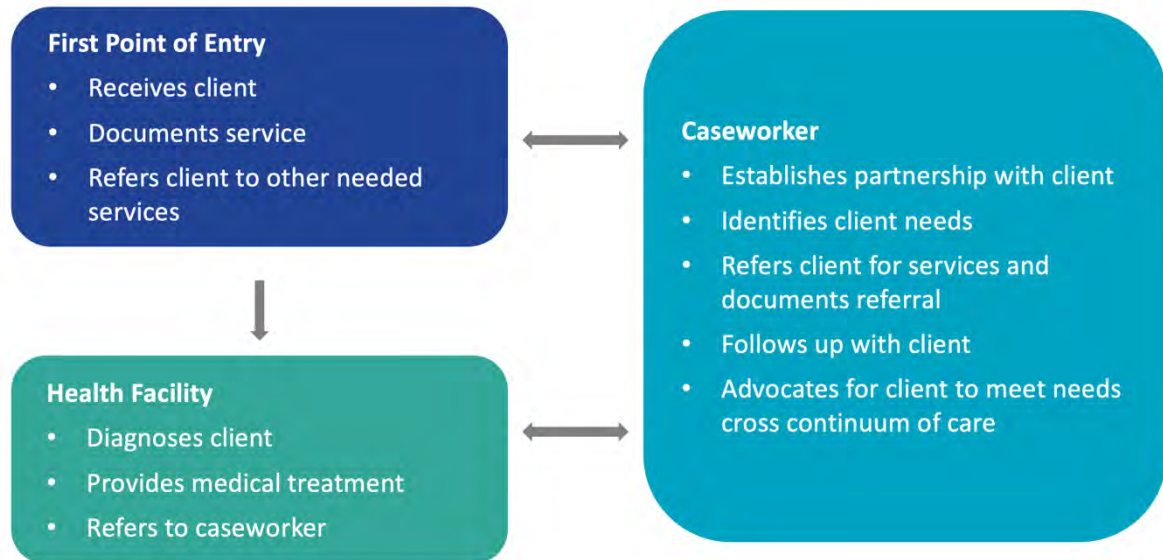 First Point of Entry
• Receives client
• Documents service
• Refers client to other needed
services
Caseworker
• Establishes partnership with client
• Identifies client needs
• Refers client for services and
documents referral
• Follows up with client
• Advocates for client to meet needs
cross continuum of care
Health Facility
• Diagnoses client
• Provides medical treatment
• Refers to caseworker